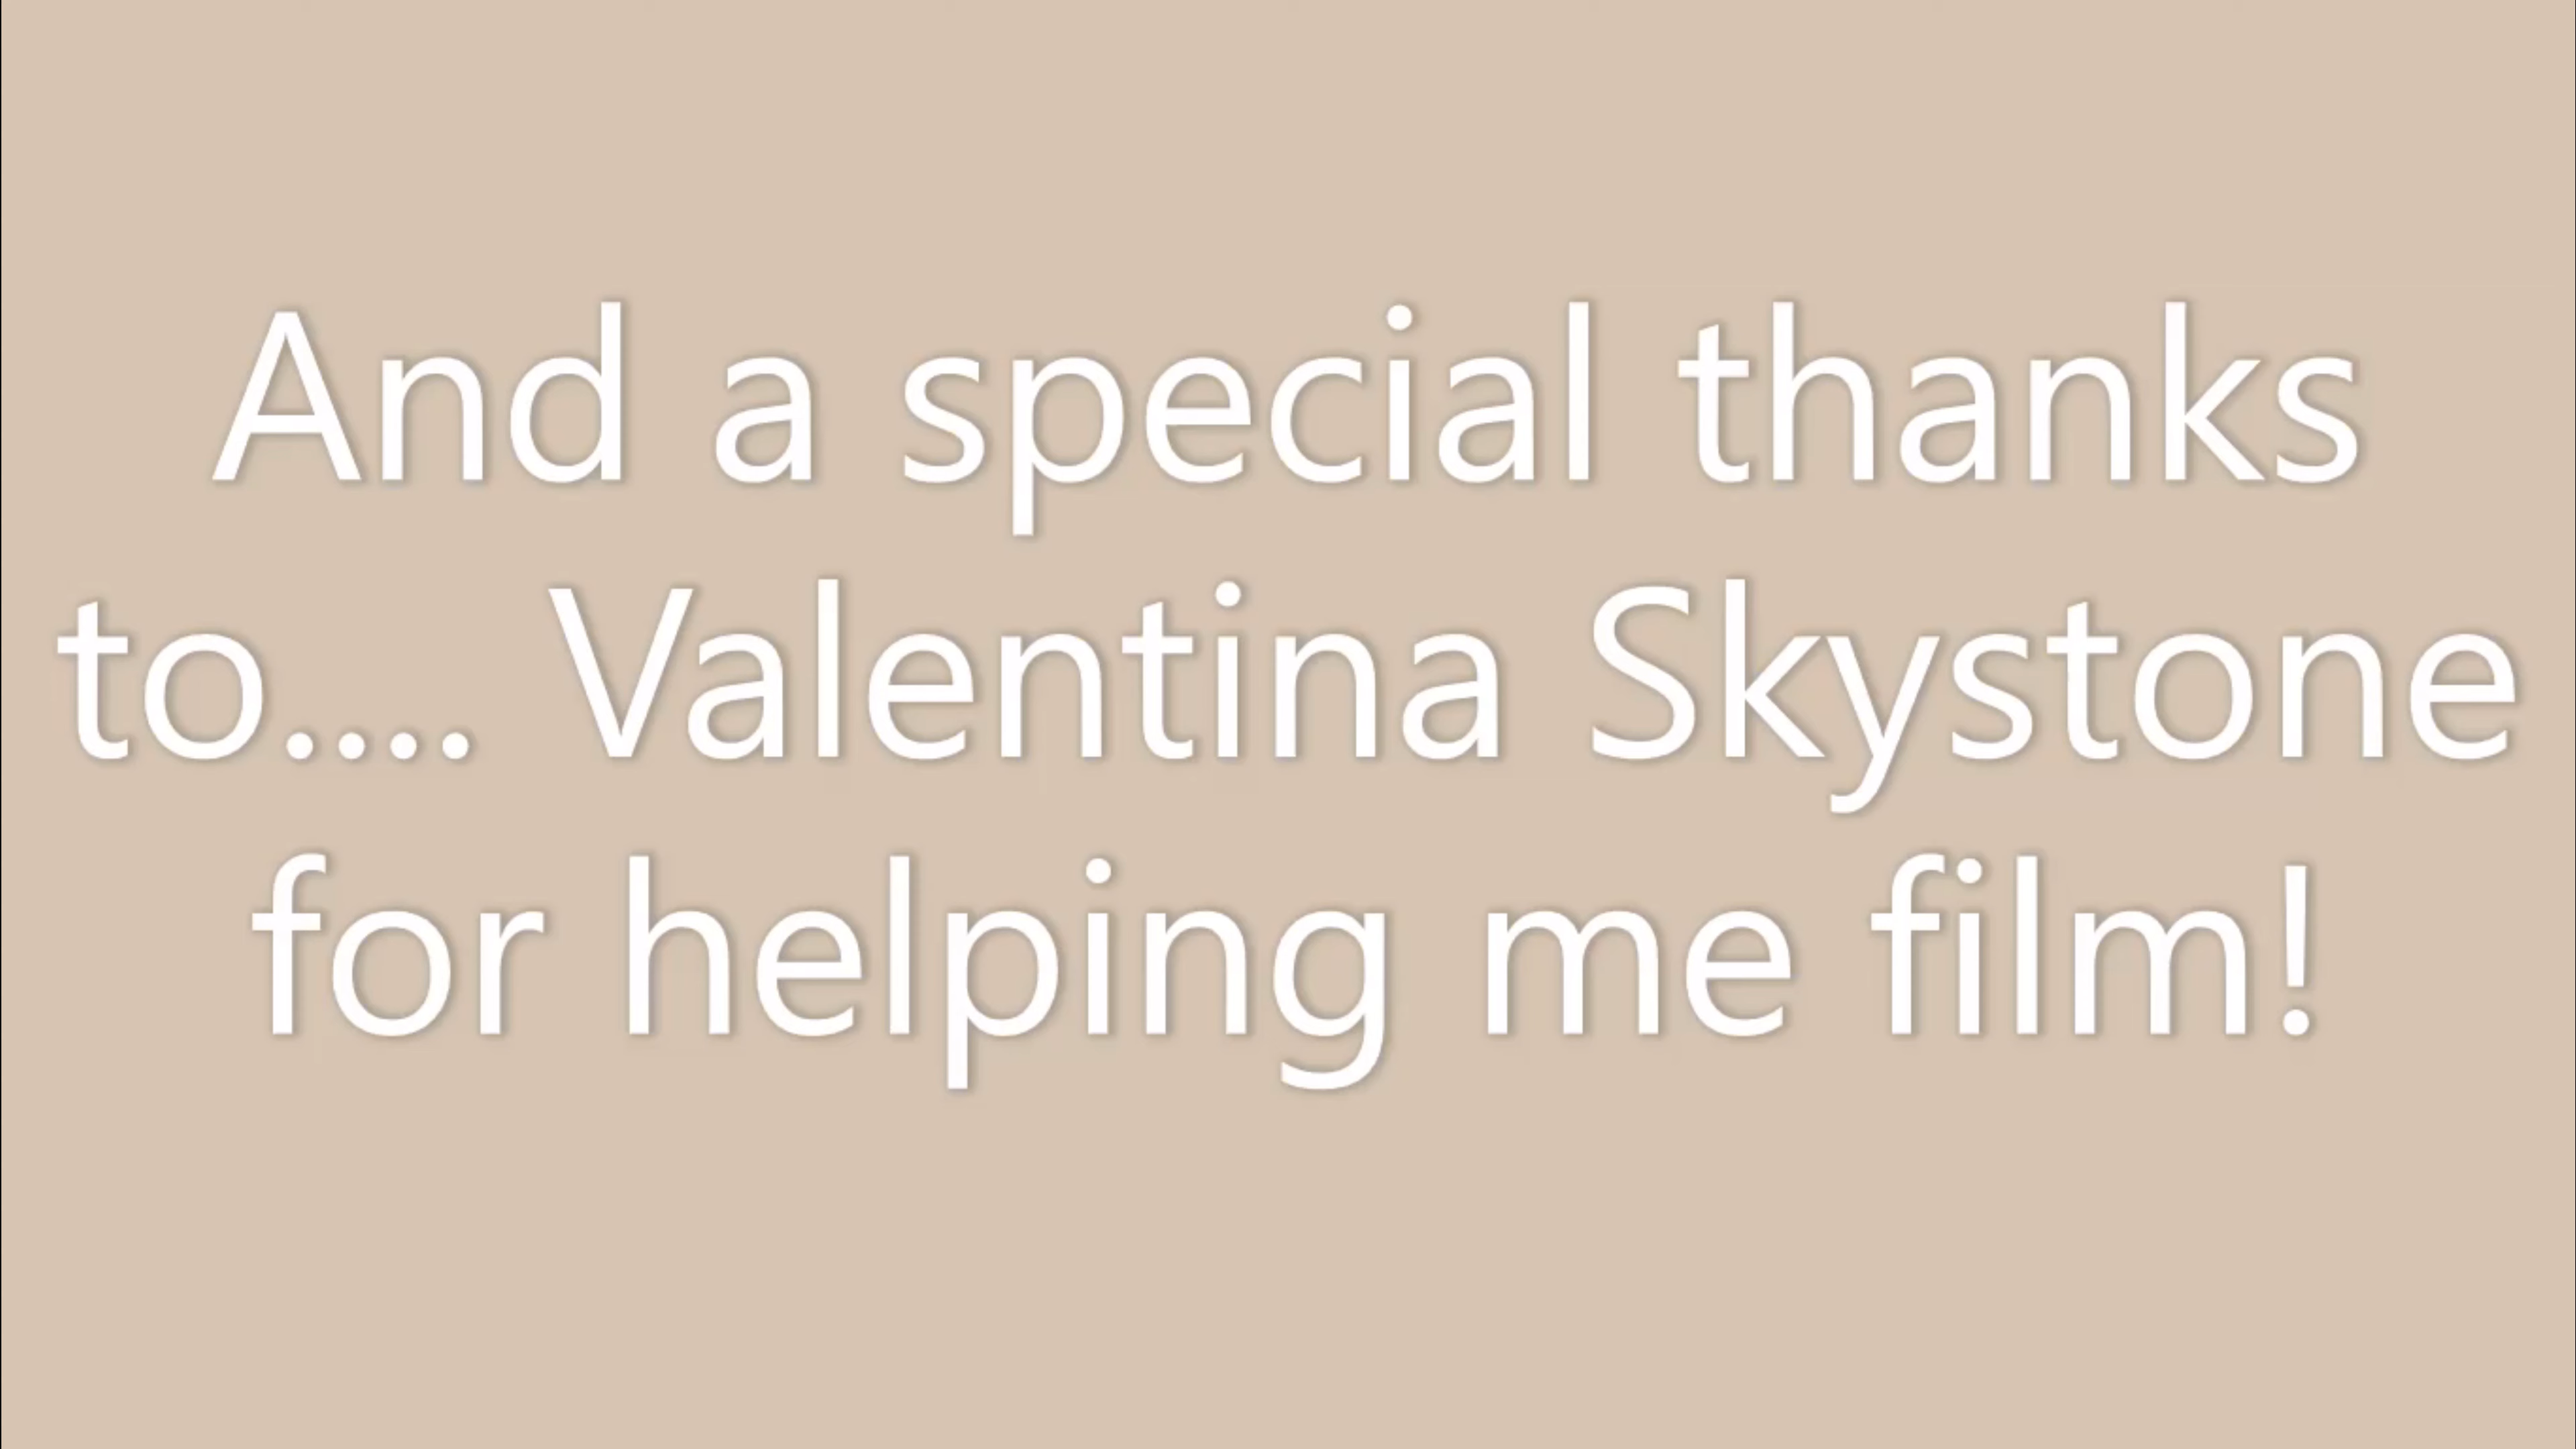 And a special thanks
to.... Valentina Skystone
for helping me film!